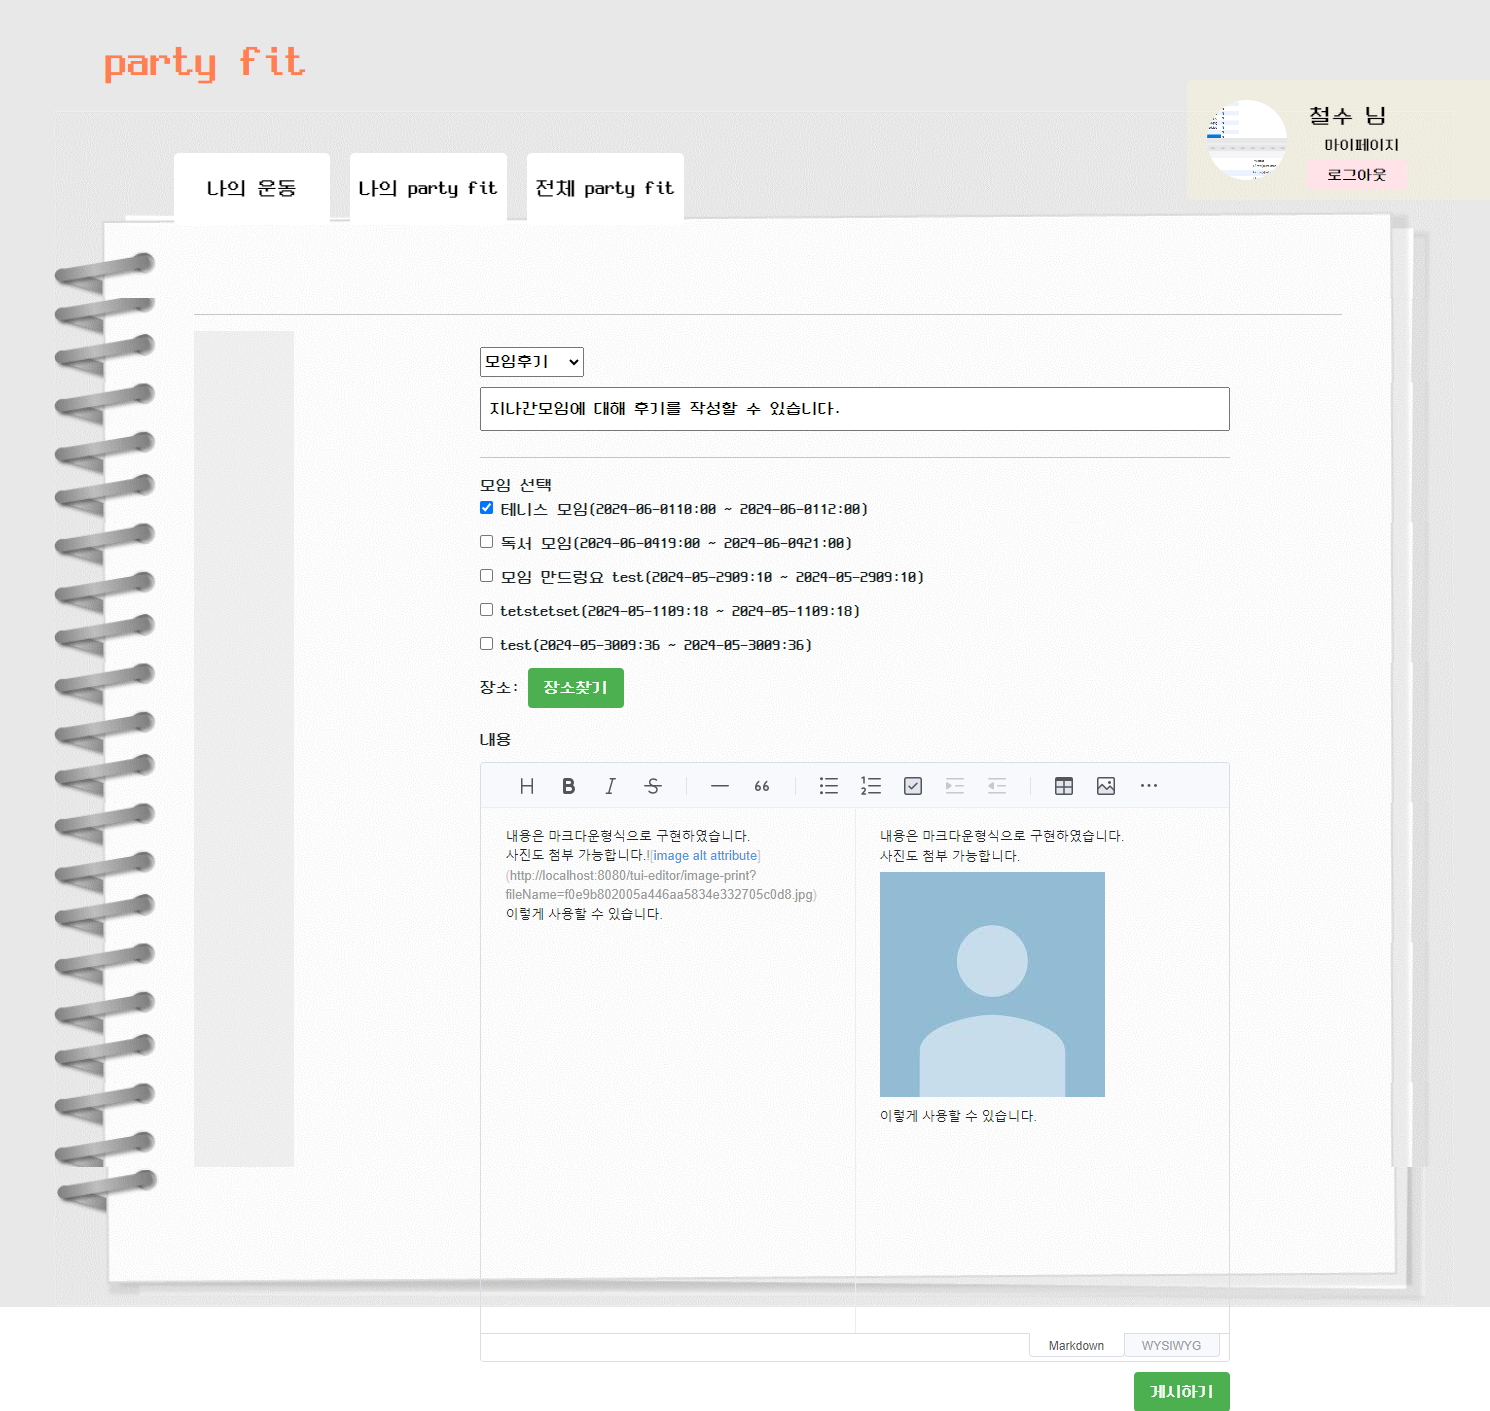 party fit
철수 님
마이페이지
로그아웃
나의 운동
나의 party fit
전체 party fit
모임후기
지나간모임에 대해 후기를 작성할 수 있습니다.
모임 선택
테니스 모임(2024-06-0110:00 ~ 2024-06-0112:00)
독서 모임(2024-06-0419:00 ~ 2024-06-0421:00)
모임 만드렁요 test(2024-05-2909:10 ~ 2024-05-2909:10)
tetstetset(2024-05-1109:18 ~ 2024-05-1109:18)
test(2024-05-3009:36 ~ 2024-05-3009:36)
장소: 장소찾기
내용
내용은 마크다운형식으로 구현하였습니다.
사진도 첨부 가능합니다.![image alt attribute]
(http://localhost:8080/tui-editor/image-print?
fileName=f0e9b802005a446aa5834e332705c0d8.jpg)
이렇게 사용할 수 있습니다.
내용은 마크다운형식으로 구현하였습니다.
사진도 첨부 가능합니다.
이렇게 사용할 수 있습니다.
Markdown
WYSIWYG
게시하기